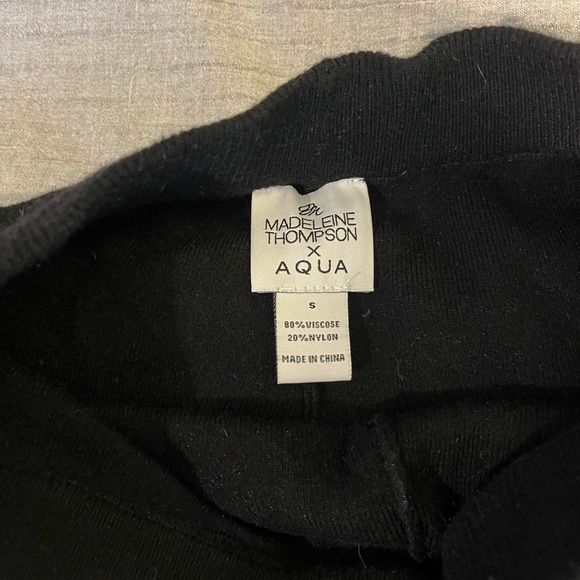 MADELEINE
THOMPSON
X
AQUA
S
80%VISCOSE
20%NYLON
MADE IN CHINA